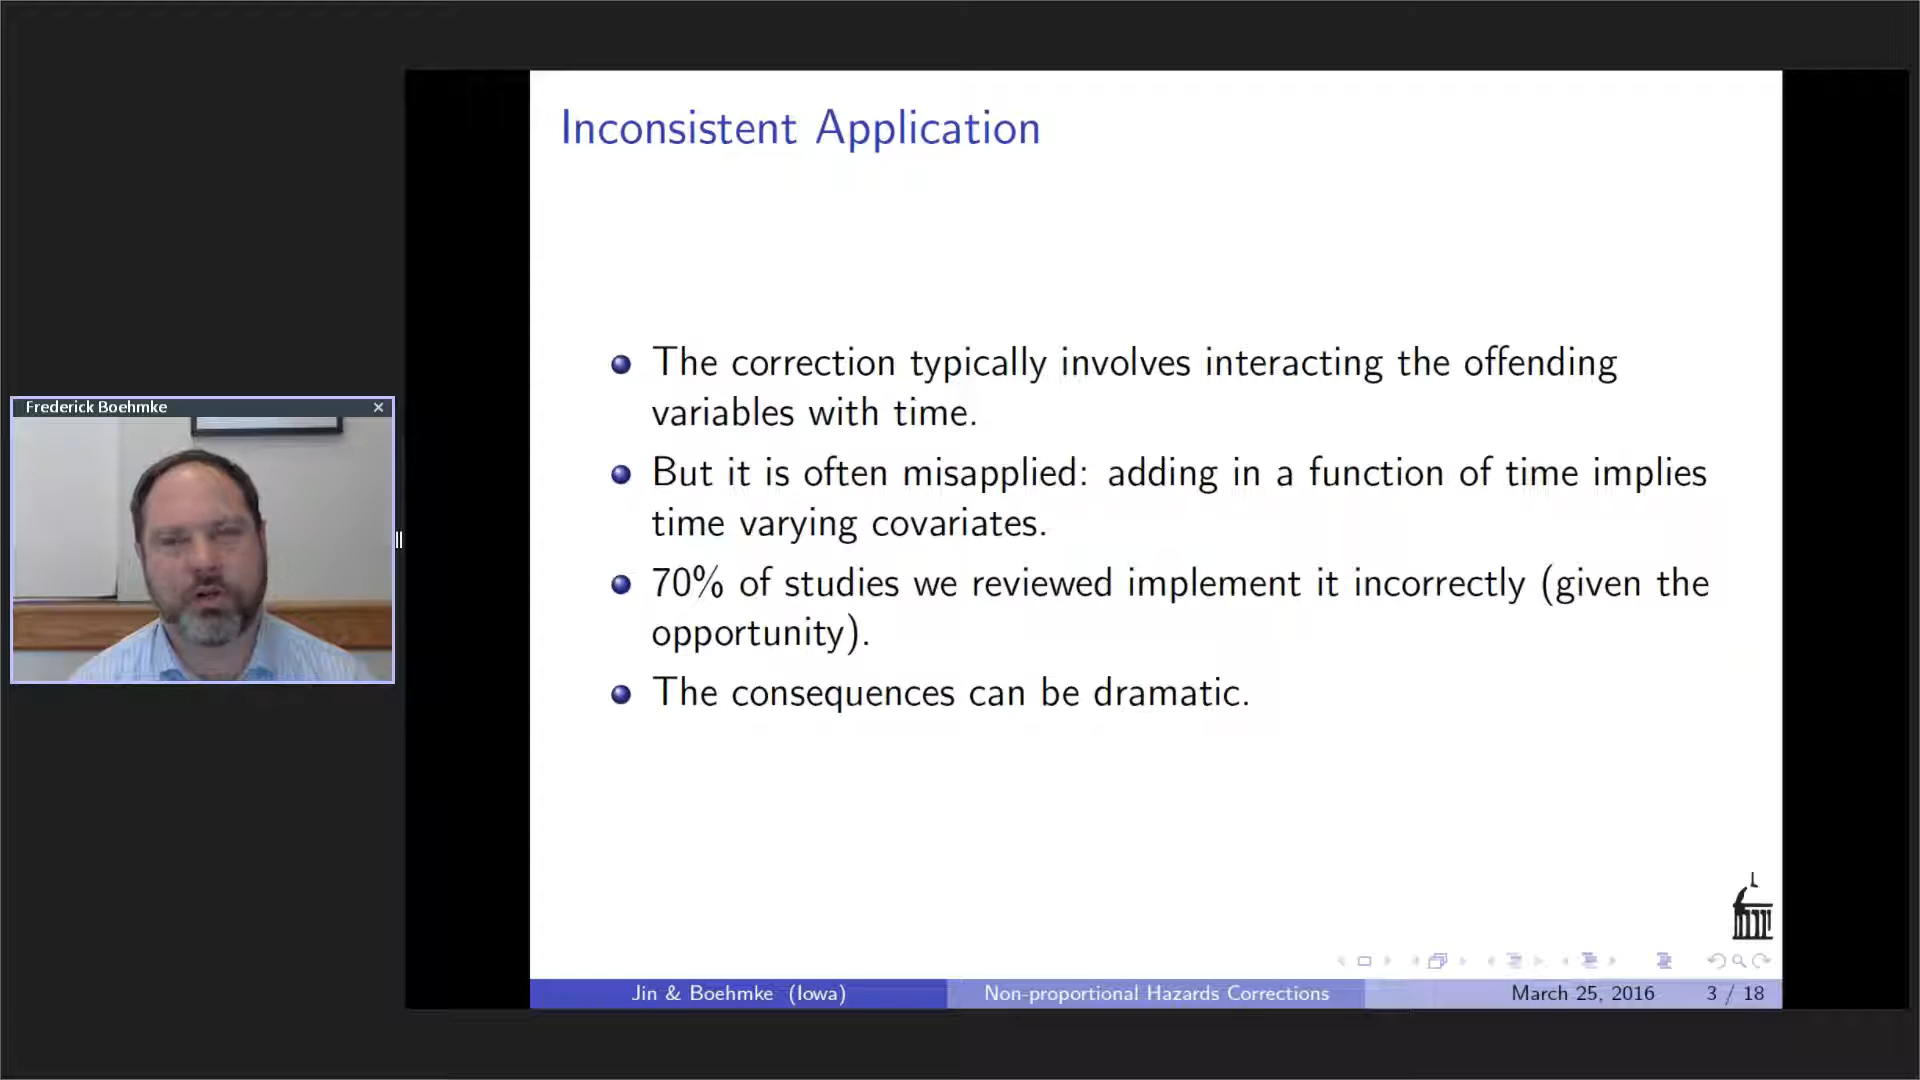 Inconsistent Application
Frederick Boehmke
The correction typically involves interacting the offending
variables with time.
But it is often misapplied: adding in a function of time implies
time varying covariates.
70% of studies we reviewed implement it incorrectly (given the
opportunity).
The consequences can be dramatic.
Jin & Boehmke (Iowa) Non-proportional Hazards Corrections March 25, 2016 3 / 18